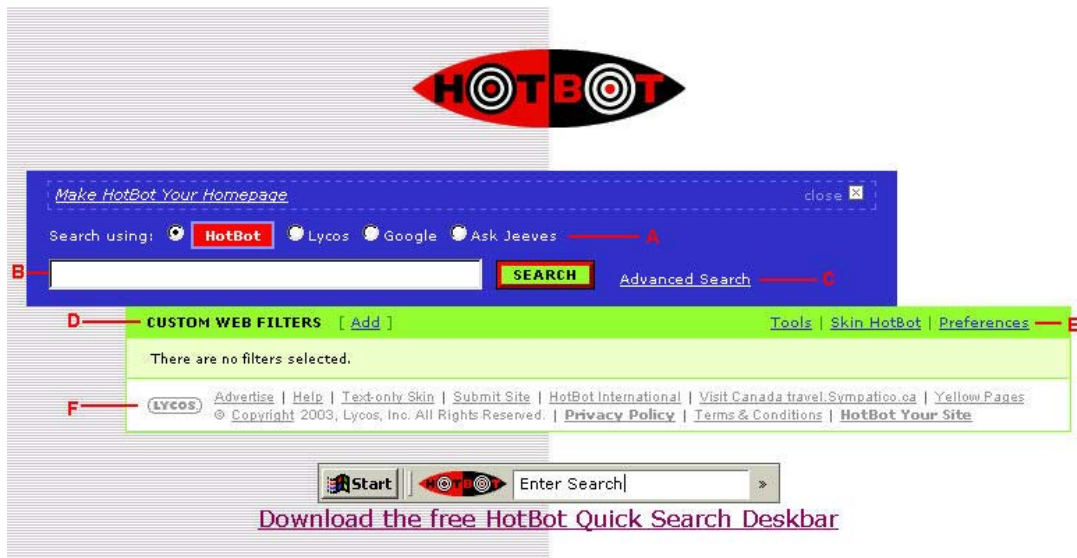 HOTBOT
Make HotBot Your Homepage close
Search using: HotBot Lycos Google Ask Jeeves A
B SEARCH Advanced Search C
D CUSTOM WEB FILTERS [ Add ] Tools | Skin HotBot | Preferences E
There are no filters selected.
F LYCOS Advertise | Help | Text-only Skin | Submit Site | HotBot International | Visit Canada travel.Sympatico.ca | Yellow Pages
© Copyright 2003, Lycos, Inc. All Rights Reserved. | Privacy Policy | Terms & Conditions | HotBot Your Site
Start HOTBOT Enter Search »
Download the free HotBot Quick Search Deskbar